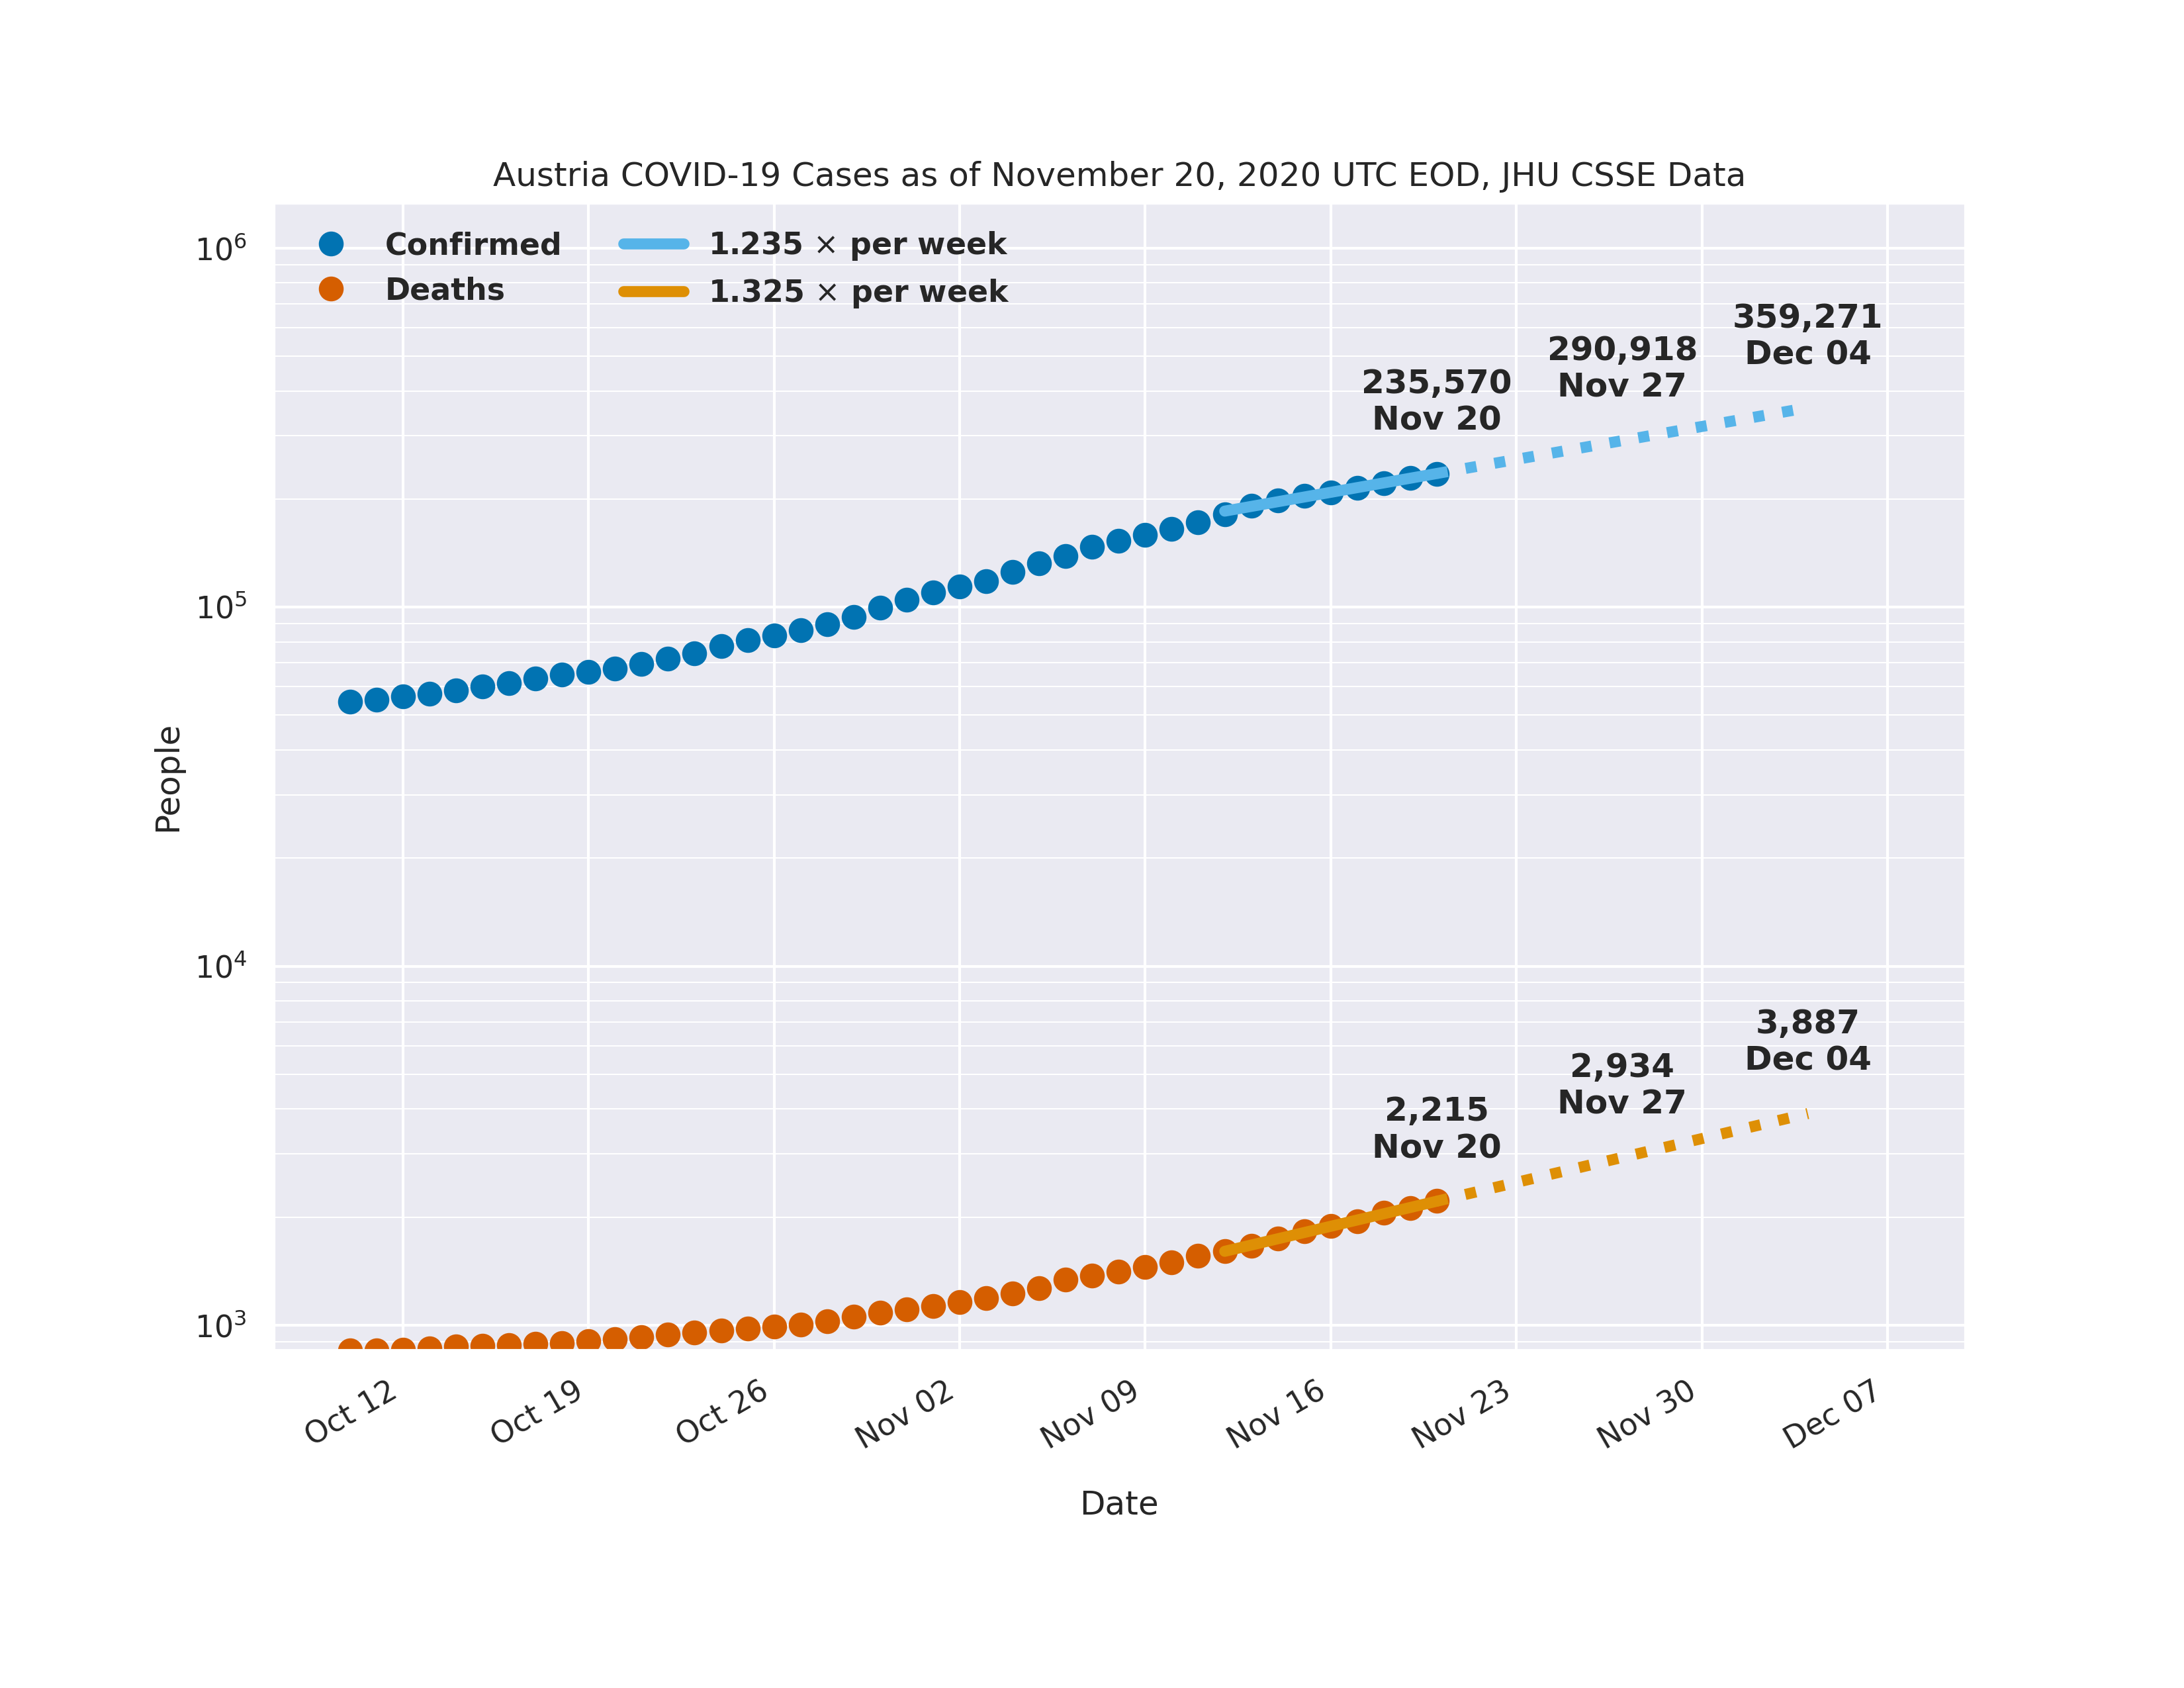 Austria COVID-19 Cases as of November 20, 2020 UTC EOD, JHU CSSE Data
Confirmed
Deaths
1.235 × per week
1.325 × per week
359,271
Dec 04
290,918
Nov 27
235,570
Nov 20
3,887
Dec 04
2,934
Nov 27
2,215
Nov 20
People
10⁶
10⁵
10⁴
10³
Oct 12
Oct 19
Oct 26
Nov 02
Nov 09
Nov 16
Nov 23
Nov 30
Dec 07
Date